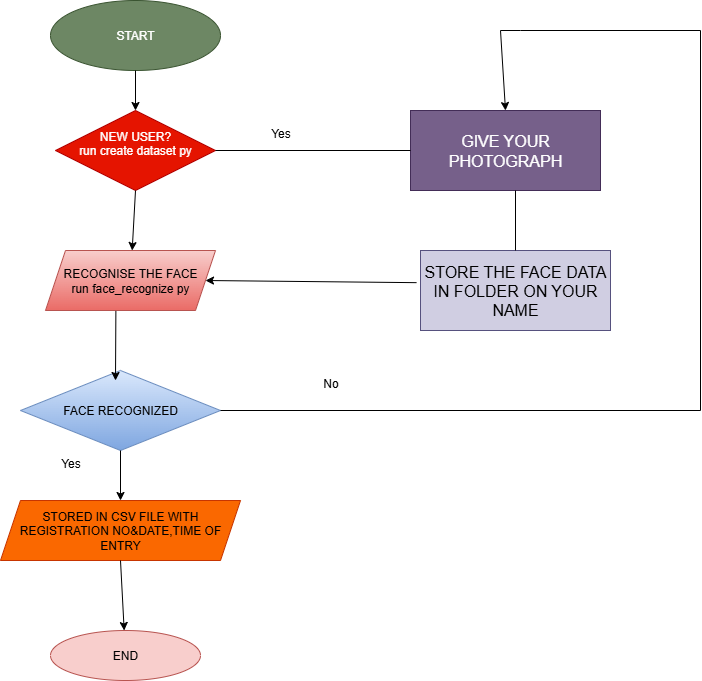 START
NEW USER?
run create dataset py
Yes
GIVE YOUR
PHOTOGRAPH
RECOGNISE THE FACE
run face_recognize py
STORE THE FACE DATA
IN FOLDER ON YOUR
NAME
No
FACE RECOGNIZED
Yes
STORED IN CSV FILE WITH
REGISTRATION NO&DATE,TIME OF
ENTRY
END